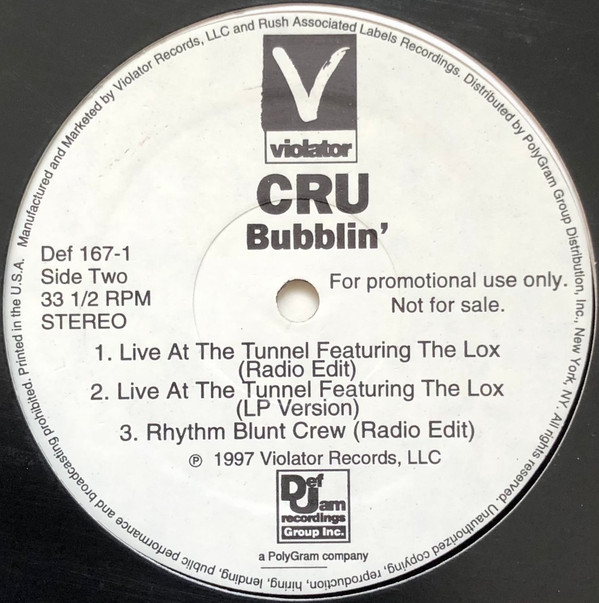 Manufactured and Marketed by Violator Records, LLC and Rush Associated Labels Recordings. Distributed by PolyGram Group Distribution, Inc., New York, NY. All rights reserved. Unauthorized copying, reproduction, hiring, lending, public performance and broadcasting prohibited. Printed in the U.S.A.
V
violator
CRU
Bubblin'
Def 167-1
Side Two
33 1/2 RPM
STEREO
For promotional use only.
Not for sale.
1. Live At The Tunnel Featuring The Lox
(Radio Edit)
2. Live At The Tunnel Featuring The Lox
(LP Version)
3. Rhythm Blunt Crew (Radio Edit)
℗ 1997 Violator Records, LLC
Def
Jam
recordings
Group Inc.
a PolyGram company